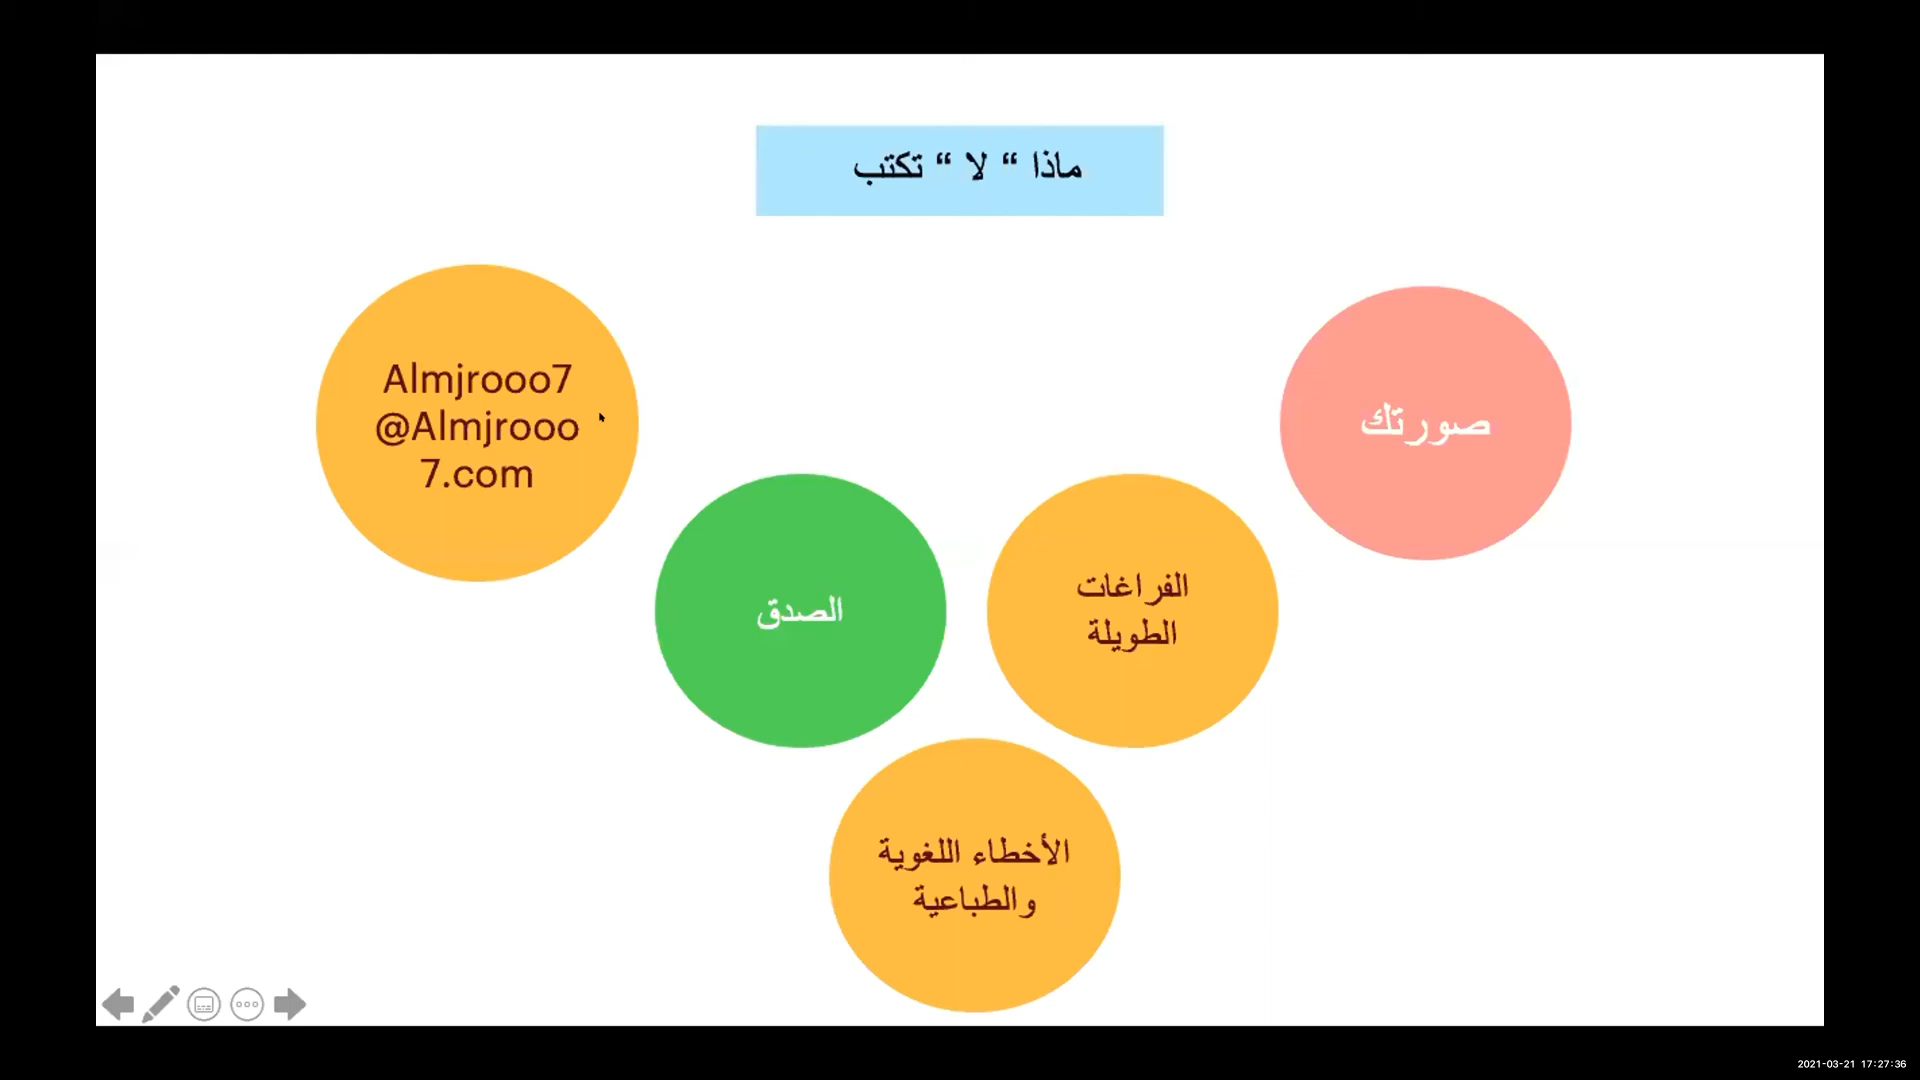 ماذا “ لا “ تكتب
صورتك
Almjrooo7
@Almjrooo
7.com
الفراغات
الطويلة
الصدق
الأخطاء اللغوية
والطباعية
2021-03-21 17:27:36